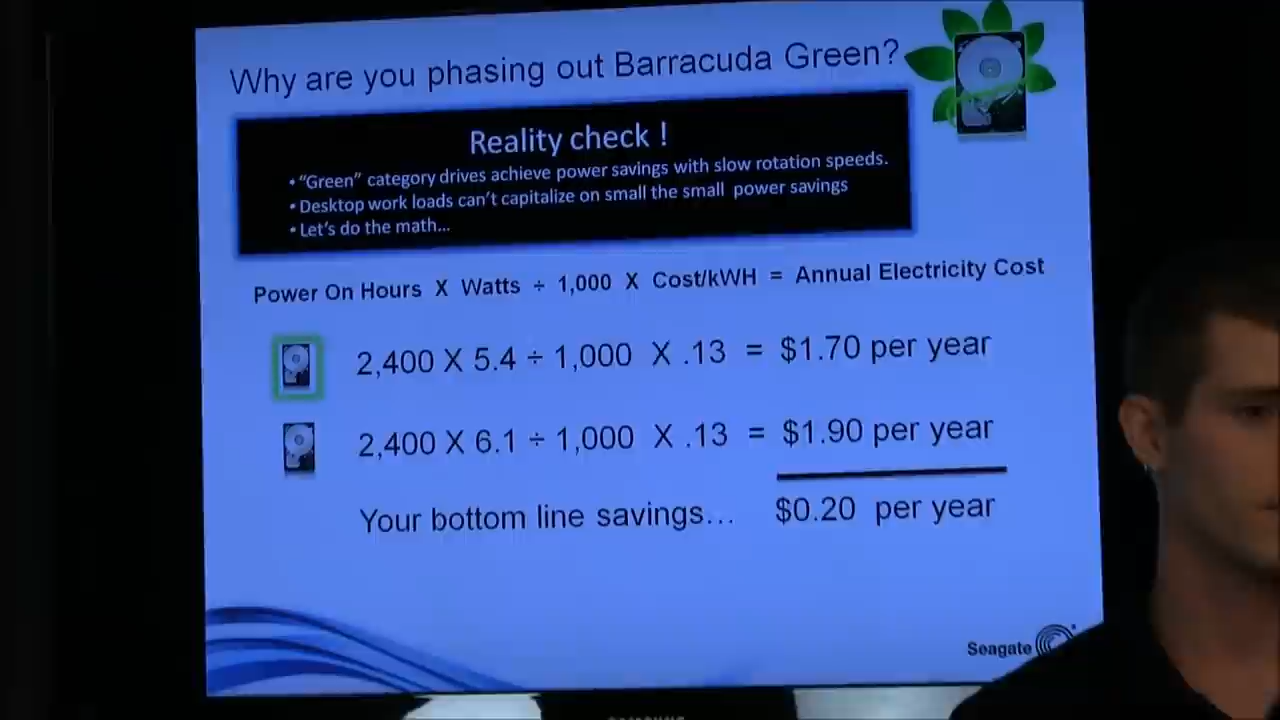 Why are you phasing out Barracuda Green?
Reality check !
• “Green” category drives achieve power savings with slow rotation speeds.
• Desktop work loads can’t capitalize on small the small power savings
• Let’s do the math...
Power On Hours X Watts ÷ 1,000 X Cost/kWH = Annual Electricity Cost
2,400 X 5.4 ÷ 1,000 X .13 = $1.70 per year
2,400 X 6.1 ÷ 1,000 X .13 = $1.90 per year
Your bottom line savings... $0.20 per year
Seagate
SAMSUNG